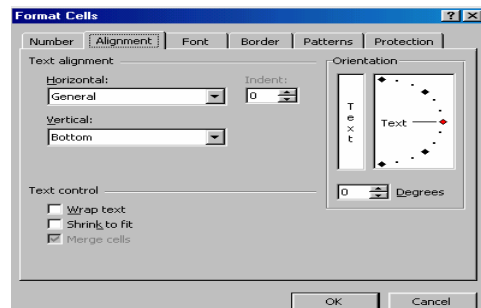 Format Cells
Number Alignment Font Border Patterns Protection
Text alignment
Horizontal:
General
Indent:
0
Vertical:
Bottom
Orientation
Text
Text
0 Degrees
Text control
Wrap text
Shrink to fit
Merge cells
OK Cancel